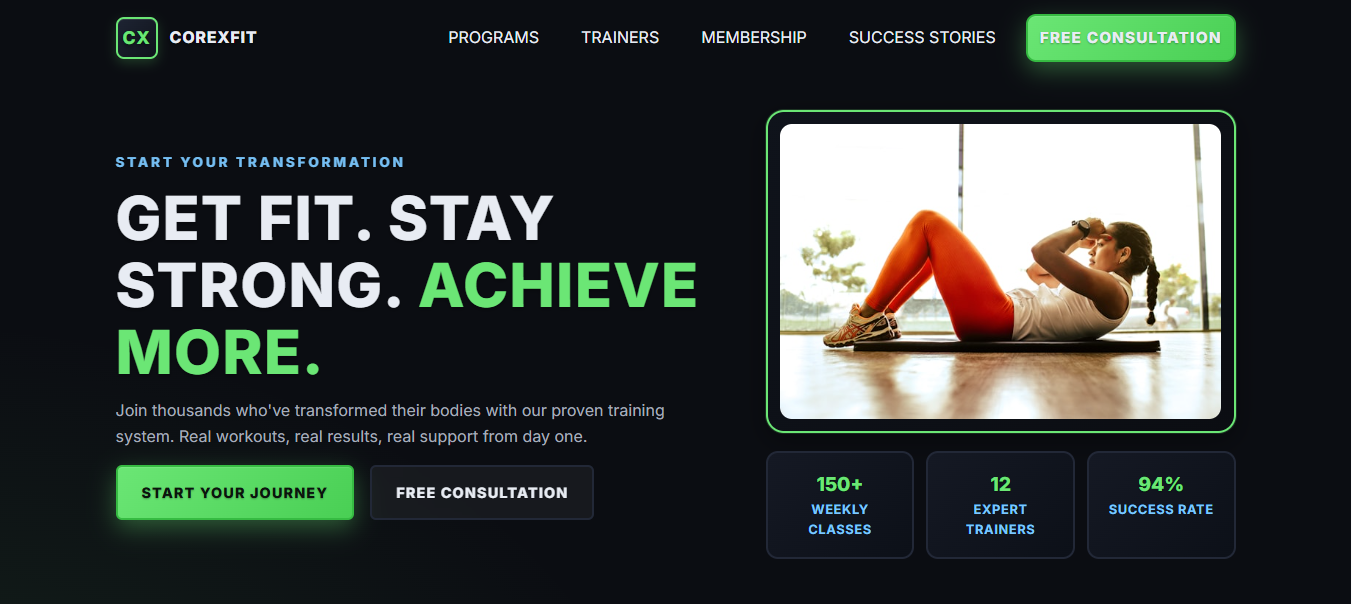 CX COREXFIT PROGRAMS TRAINERS MEMBERSHIP SUCCESS STORIES FREE CONSULTATION
START YOUR TRANSFORMATION
GET FIT. STAY
STRONG. ACHIEVE
MORE.
Join thousands who've transformed their bodies with our proven training
system. Real workouts, real results, real support from day one.
START YOUR JOURNEY FREE CONSULTATION
150+
WEEKLY
CLASSES
12
EXPERT
TRAINERS
94%
SUCCESS RATE